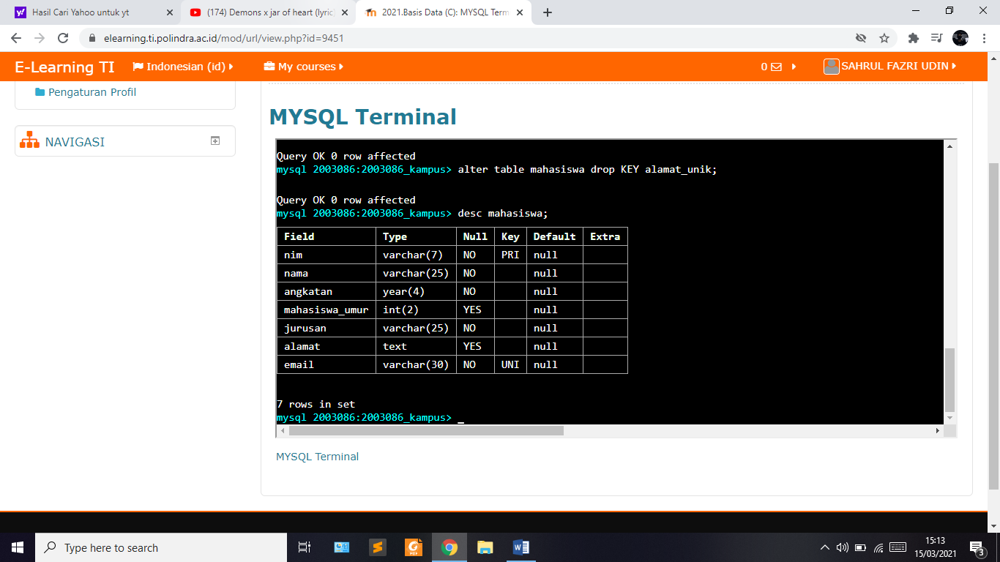 Hasil Cari Yahoo untuk yt
(174) Demons x jar of heart (lyric
2021.Basis Data (C): MYSQL Term
elearning.ti.polindra.ac.id/mod/url/view.php?id=9451
E-Learning TI
Indonesian (id)
My courses
0
SAHRUL FAZRI UDIN
Pengaturan Profil
NAVIGASI
MYSQL Terminal
Query OK 0 row affected
mysql 2003086:2003086_kampus> alter table mahasiswa drop KEY alamat_unik;
Query OK 0 row affected
mysql 2003086:2003086_kampus> desc mahasiswa;
Field Type Null Key Default Extra
nim varchar(7) NO PRI null
nama varchar(25) NO null
angkatan year(4) NO null
mahasiswa_umur int(2) YES null
jurusan varchar(25) NO null
alamat text YES null
email varchar(30) NO UNI null
7 rows in set
mysql 2003086:2003086_kampus> _
MYSQL Terminal
Type here to search
15:13
15/03/2021
3